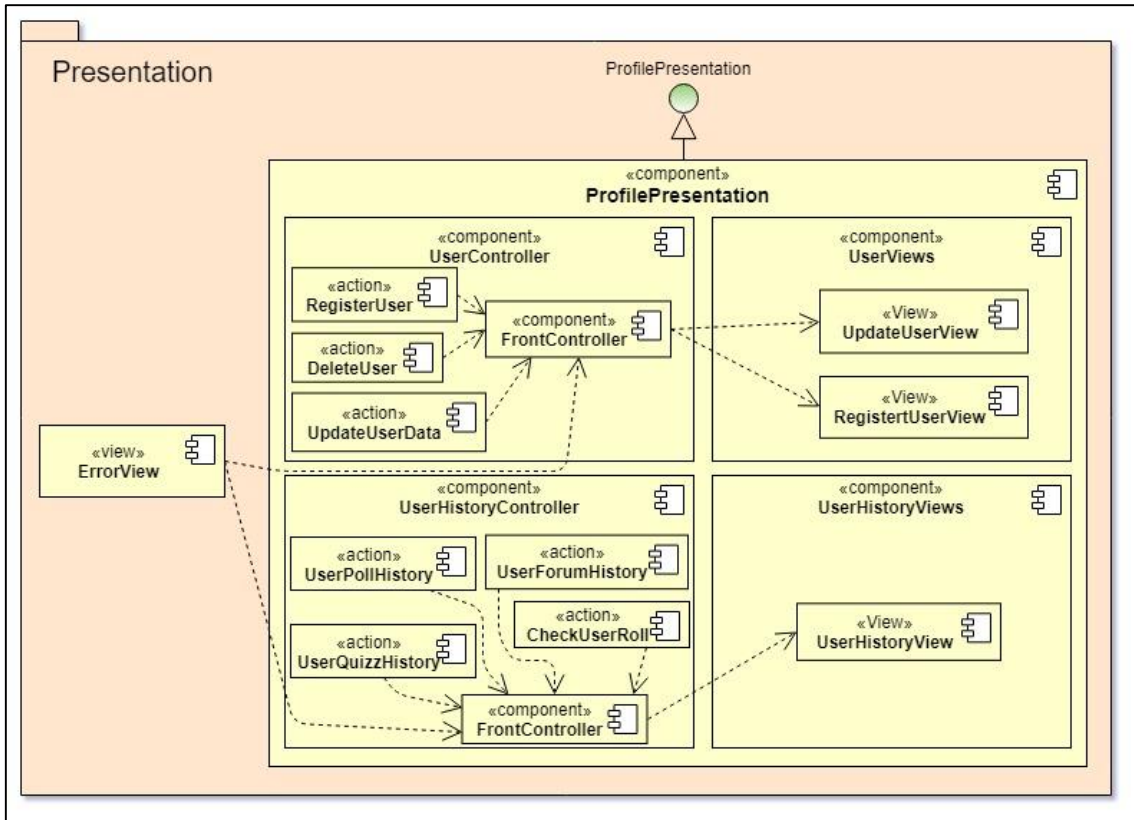 Presentation
ProfilePresentation
«component»
ProfilePresentation
«component»
UserController
«action»
RegisterUser
«action»
DeleteUser
«action»
UpdateUserData
«component»
FrontController
«component»
UserViews
«View»
UpdateUserView
«View»
RegistertUserView
«view»
ErrorView
«component»
UserHistoryController
«action»
UserPollHistory
«action»
UserForumHistory
«action»
CheckUserRoll
«action»
UserQuizzHistory
«component»
FrontController
«component»
UserHistoryViews
«View»
UserHistoryView